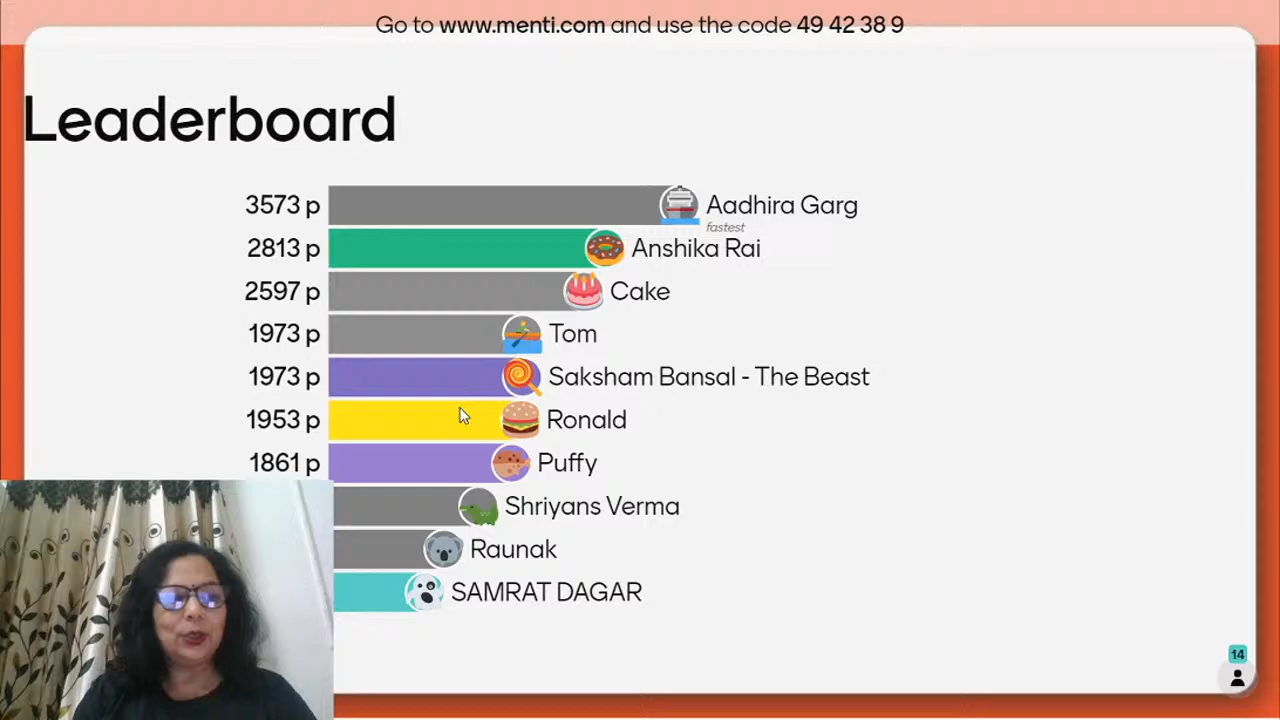 Go to www.menti.com and use the code 49 42 38 9
Leaderboard
3573 p Aadhira Garg
fastest
2813 p Anshika Rai
2597 p Cake
1973 p Tom
1973 p Saksham Bansal - The Beast
1953 p Ronald
1861 p Puffy
Shriyans Verma
Raunak
SAMRAT DAGAR
14